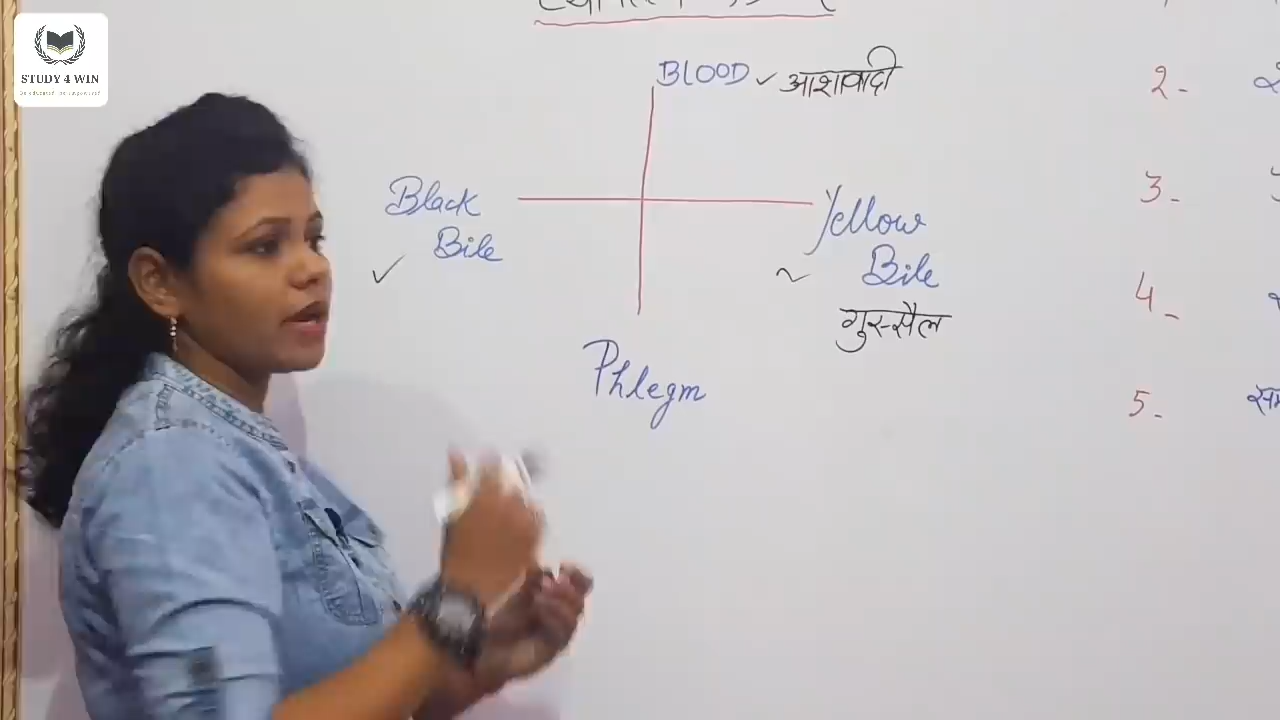 STUDY 4 WIN
BLOOD ✓ आशावादी
Black
Bile
✓
Yellow
Bile
गुस्सैल
Phlegm
2-
3-
4-
5-